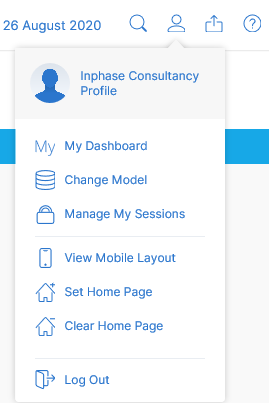 26 August 2020
Inphase Consultancy
Profile
My My Dashboard
Change Model
Manage My Sessions
View Mobile Layout
Set Home Page
Clear Home Page
Log Out